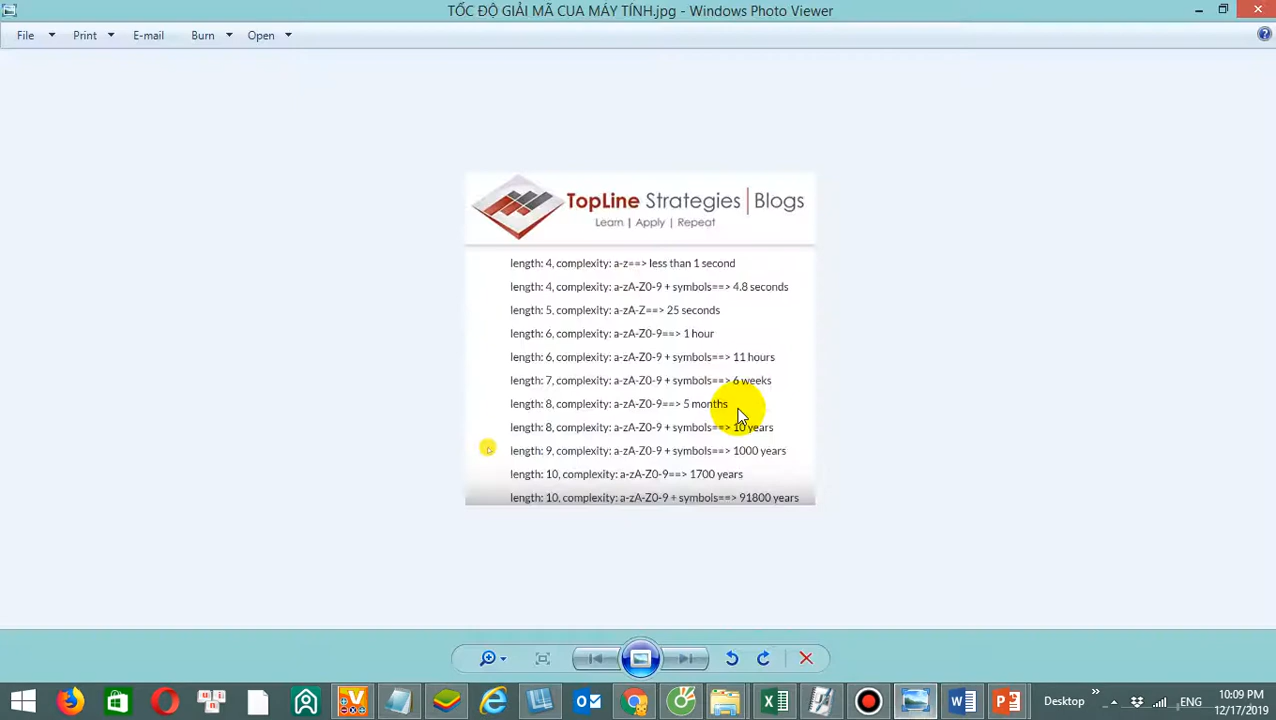 TỐC ĐỘ GIẢI MÃ CUA MÁY TÍNH.jpg - Windows Photo Viewer
File Print E-mail Burn Open
TopLine Strategies | Blogs
Learn | Apply | Repeat
length: 4, complexity: a-z==> less than 1 second
length: 4, complexity: a-zA-Z0-9 + symbols==> 4.8 seconds
length: 5, complexity: a-zA-Z==> 25 seconds
length: 6, complexity: a-zA-Z0-9==> 1 hour
length: 6, complexity: a-zA-Z0-9 + symbols==> 11 hours
length: 7, complexity: a-zA-Z0-9 + symbols==> 6 weeks
length: 8, complexity: a-zA-Z0-9==> 5 months
length: 8, complexity: a-zA-Z0-9 + symbols==> 10 years
length: 9, complexity: a-zA-Z0-9 + symbols==> 1000 years
length: 10, complexity: a-zA-Z0-9==> 1700 years
length: 10, complexity: a-zA-Z0-9 + symbols==> 91800 years
Desktop
ENG
10:09 PM
12/17/2019